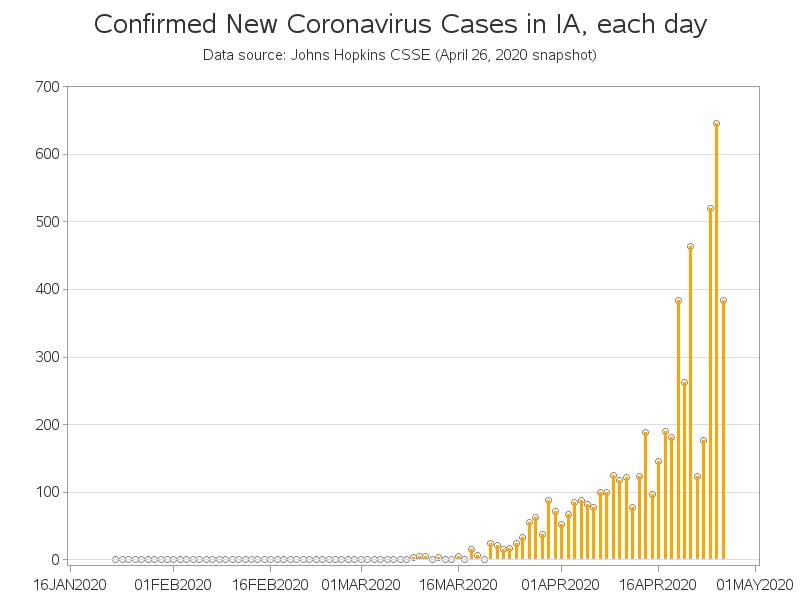 Confirmed New Coronavirus Cases in IA, each day
Data source: Johns Hopkins CSSE (April 26, 2020 snapshot)
700
600
500
400
300
200
100
0
16JAN2020 01FEB2020 16FEB2020 01MAR2020 16MAR2020 01APR2020 16APR2020 01MAY2020